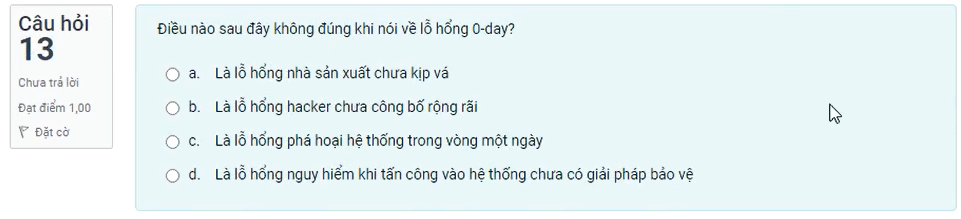 Câu hỏi
13
Chưa trả lời
Đạt điểm 1,00
Đặt cờ
Điều nào sau đây không đúng khi nói về lỗ hổng 0-day?
a. Là lỗ hổng nhà sản xuất chưa kịp vá
b. Là lỗ hổng hacker chưa công bố rộng rãi
c. Là lỗ hổng phá hoại hệ thống trong vòng một ngày
d. Là lỗ hổng nguy hiểm khi tấn công vào hệ thống chưa có giải pháp bảo vệ